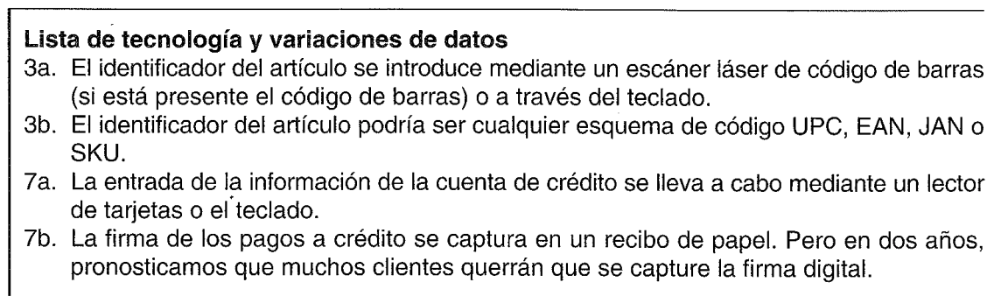 Lista de tecnología y variaciones de datos
3a. El identificador del artículo se introduce mediante un escáner láser de código de barras
(si está presente el código de barras) o a través del teclado.
3b. El identificador del artículo podría ser cualquier esquema de código UPC, EAN, JAN o
SKU.
7a. La entrada de la información de la cuenta de crédito se lleva a cabo mediante un lector
de tarjetas o el teclado.
7b. La firma de los pagos a crédito se captura en un recibo de papel. Pero en dos años,
pronosticamos que muchos clientes querrán que se capture la firma digital.